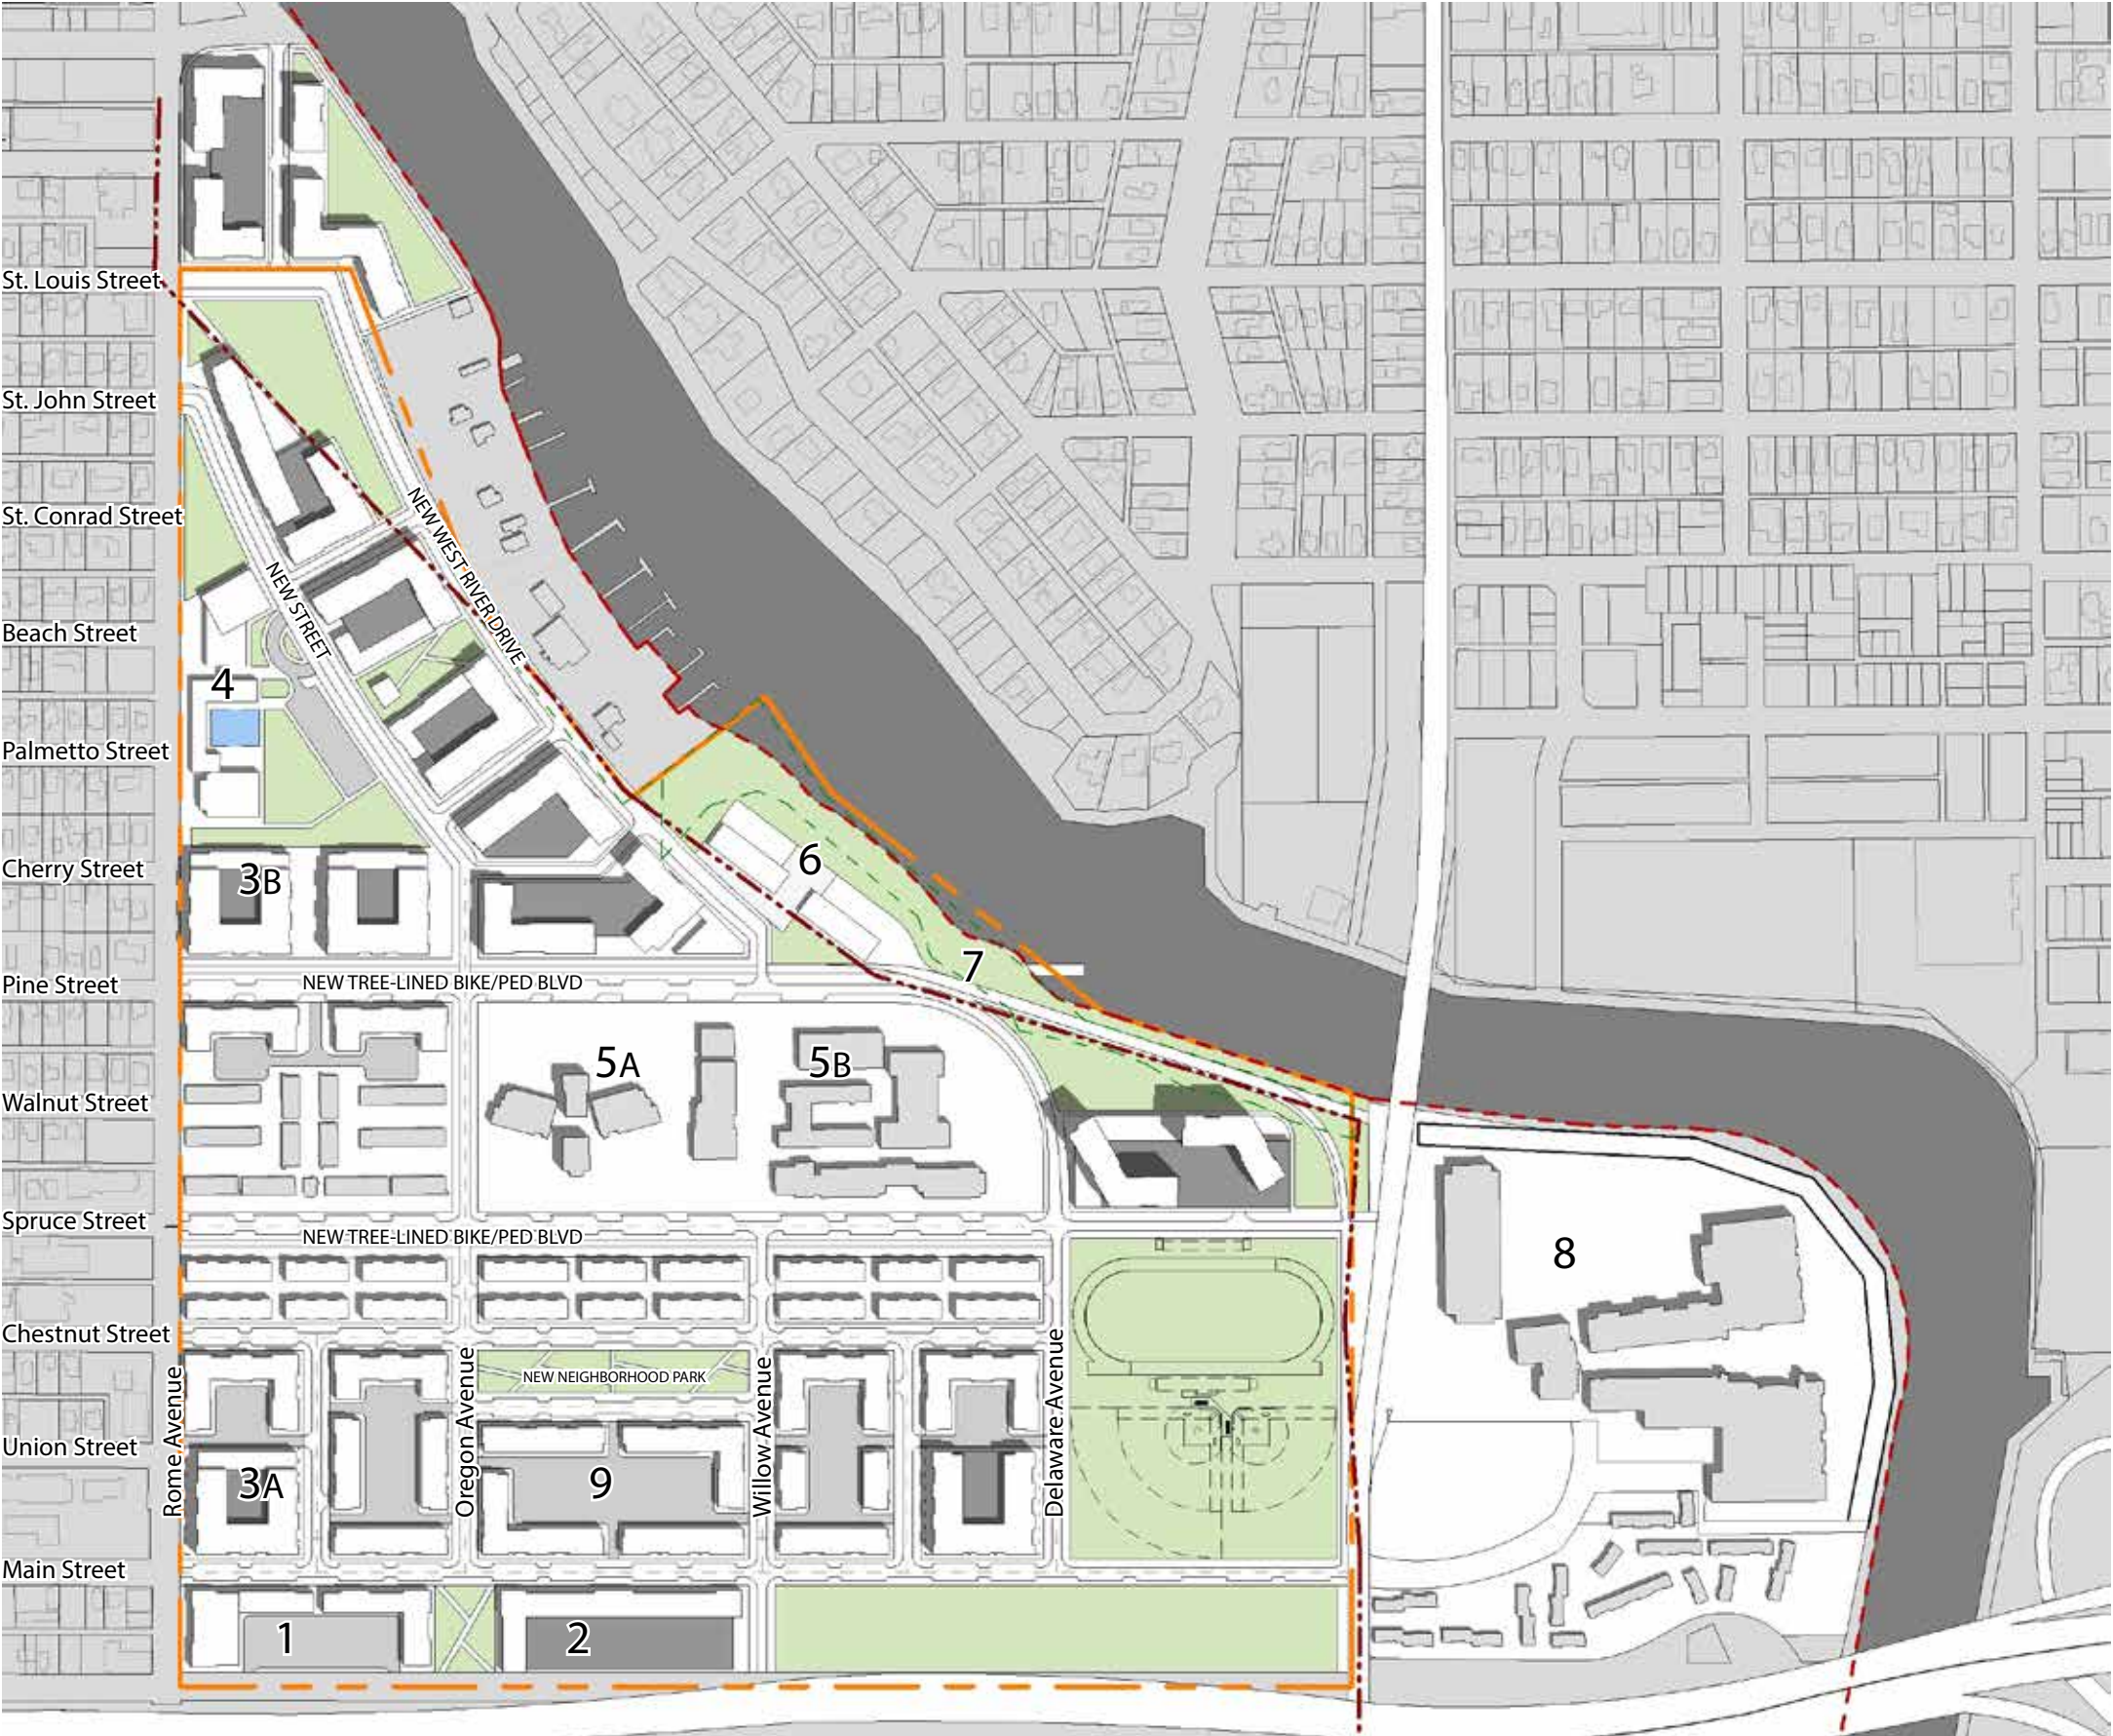 St. Louis Street
St. John Street
St. Conrad Street
NEW WEST RIVER DRIVE
NEW STREET
Beach Street
4
Palmetto Street
6
Cherry Street
3B
7
Pine Street
NEW TREE-LINED BIKE/PED BLVD
5A
5B
Walnut Street
Spruce Street
NEW TREE-LINED BIKE/PED BLVD
8
Chestnut Street
NEW NEIGHBORHOOD PARK
Rome Avenue
Oregon Avenue
Willow Avenue
Delaware Avenue
Union Street
3A
9
Main Street
1
2